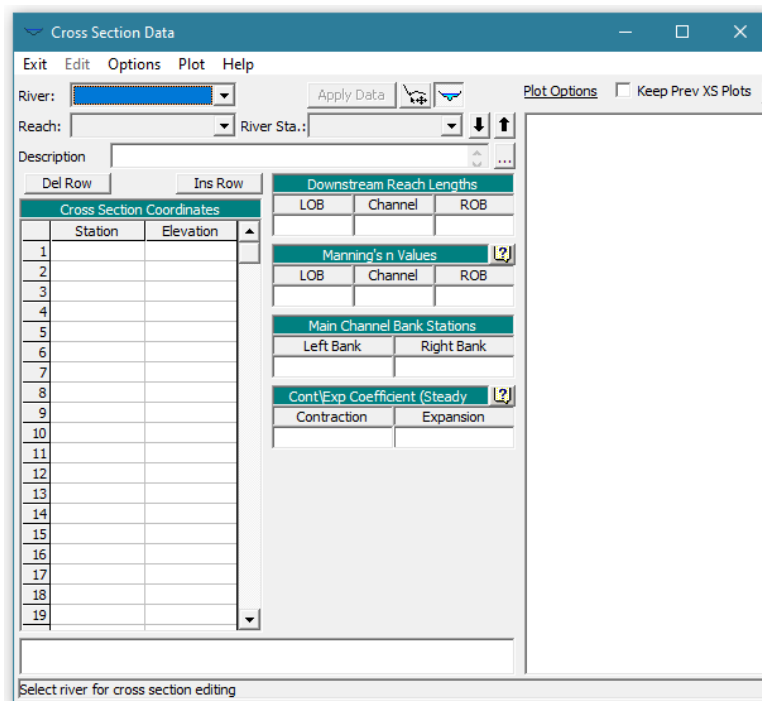 Cross Section Data
Exit Edit Options Plot Help
River: Apply Data Plot Options Keep Prev XS Plots
Reach: River Sta.:
Description ...
Del Row Ins Row Downstream Reach Lengths
Cross Section Coordinates LOB Channel ROB
Station Elevation
1
Manning's n Values
2
LOB Channel ROB
3
4
Main Channel Bank Stations
5
Left Bank Right Bank
6
7
8
Cont\Exp Coefficient (Steady
9
Contraction Expansion
10
11
12
13
14
15
16
17
18
19
Select river for cross section editing